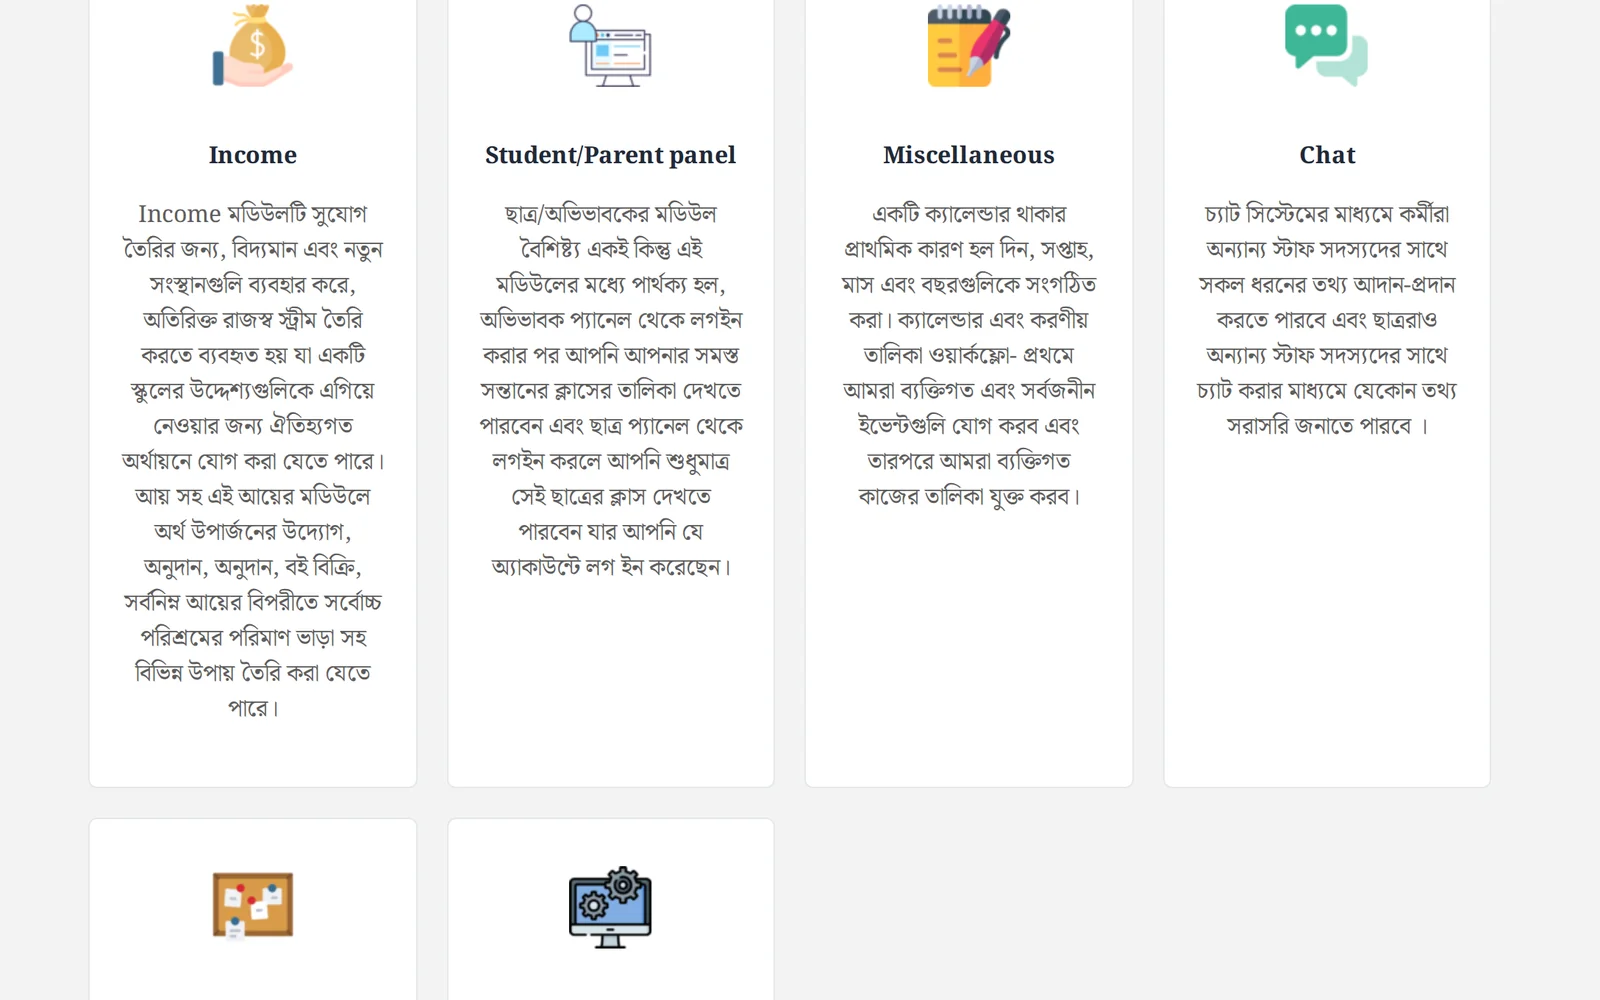 Income
Income মডিউলটি সুযোগ
তৈরির জন্য, বিদ্যমান এবং নতুন
সংস্থানগুলি ব্যবহার করে,
অতিরিক্ত রাজস্ব স্ট্রীম তৈরি
করতে ব্যবহৃত হয় যা একটি
স্কুলের উদ্দেশ্যগুলিকে এগিয়ে
নেওয়ার জন্য ঐতিহ্যগত
অর্থায়নে যোগ করা যেতে পারে।
আয় সহ এই আয়ের মডিউলে
অর্থ উপার্জনের উদ্যোগ,
অনুদান, অনুদান, বই বিক্রি,
সর্বনিম্ন আয়ের বিপরীতে সর্বোচ্চ
পরিশ্রমের পরিমাণ ভাড়া সহ
বিভিন্ন উপায় তৈরি করা যেতে
পারে।
Student/Parent panel
ছাত্র/অভিভাবকের মডিউল
বৈশিষ্ট্য একই কিন্তু এই
মডিউলের মধ্যে পার্থক্য হল,
অভিভাবক প্যানেল থেকে লগইন
করার পর আপনি আপনার সমস্ত
সন্তানের ক্লাসের তালিকা দেখতে
পারবেন এবং ছাত্র প্যানেল থেকে
লগইন করলে আপনি শুধুমাত্র
সেই ছাত্রের ক্লাস দেখতে
পারবেন যার আপনি যে
অ্যাকাউন্টে লগ ইন করেছেন।
Miscellaneous
একটি ক্যালেন্ডার থাকার
প্রাথমিক কারণ হল দিন, সপ্তাহ,
মাস এবং বছরগুলিকে সংগঠিত
করা। ক্যালেন্ডার এবং করণীয়
তালিকা ওয়ার্কফ্লো- প্রথমে
আমরা ব্যক্তিগত এবং সর্বজনীন
ইভেন্টগুলি যোগ করব এবং
তারপরে আমরা ব্যক্তিগত
কাজের তালিকা যুক্ত করব।
Chat
চ্যাট সিস্টেমের মাধ্যমে কর্মীরা
অন্যান্য স্টাফ সদস্যদের সাথে
সকল ধরনের তথ্য আদান-প্রদান
করতে পারবে এবং ছাত্ররাও
অন্যান্য স্টাফ সদস্যদের সাথে
চ্যাট করার মাধ্যমে যেকোন তথ্য
সরাসরি জনাতে পারবে ।